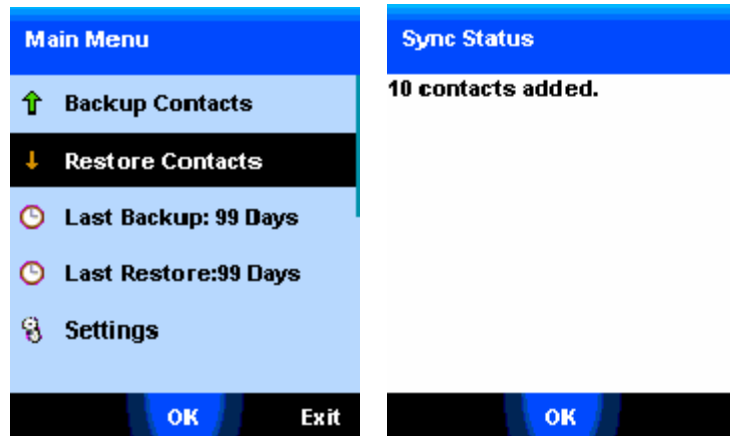 Main Menu
Backup Contacts
Restore Contacts
Last Backup: 99 Days
Last Restore:99 Days
Settings
OK Exit
Sync Status
10 contacts added.
OK